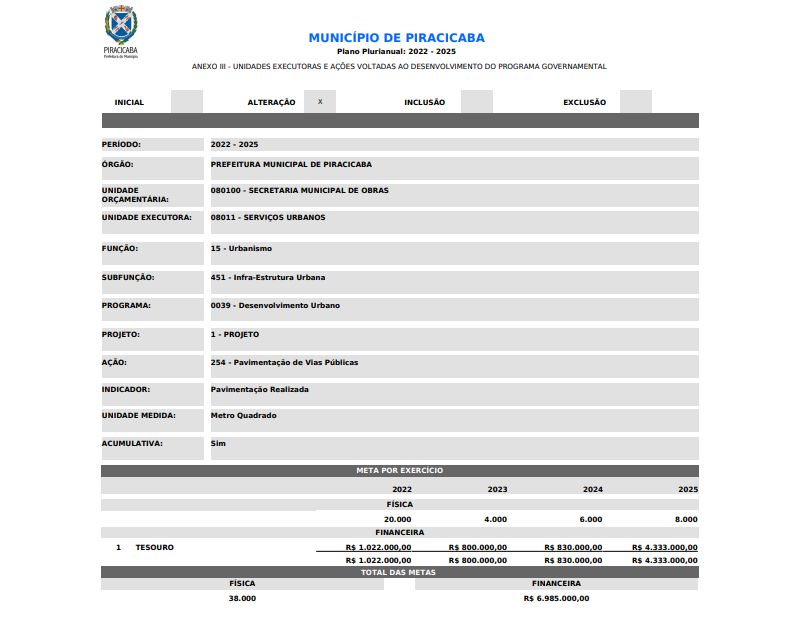 PIRACICABA
Prefeitura do Município
MUNICÍPIO DE PIRACICABA
Plano Plurianual: 2022 - 2025
ANEXO III - UNIDADES EXECUTORAS E AÇÕES VOLTADAS AO DESENVOLVIMENTO DO PROGRAMA GOVERNAMENTAL
INICIAL ALTERAÇÃO X INCLUSÃO EXCLUSÃO
PERÍODO: 2022 - 2025
ÓRGÃO: PREFEITURA MUNICIPAL DE PIRACICABA
UNIDADE ORÇAMENTÁRIA: 080100 - SECRETARIA MUNICIPAL DE OBRAS
UNIDADE EXECUTORA: 08011 - SERVIÇOS URBANOS
FUNÇÃO: 15 - Urbanismo
SUBFUNÇÃO: 451 - Infra-Estrutura Urbana
PROGRAMA: 0039 - Desenvolvimento Urbano
PROJETO: 1 - PROJETO
AÇÃO: 254 - Pavimentação de Vias Públicas
INDICADOR: Pavimentação Realizada
UNIDADE MEDIDA: Metro Quadrado
ACUMULATIVA: Sim
META POR EXERCÍCIO
2022 2023 2024 2025
FÍSICA
20.000 4.000 6.000 8.000
FINANCEIRA
1 TESOURO R$ 1.022.000,00 R$ 800.000,00 R$ 830.000,00 R$ 4.333.000,00
R$ 1.022.000,00 R$ 800.000,00 R$ 830.000,00 R$ 4.333.000,00
TOTAL DAS METAS
FÍSICA FINANCEIRA
38.000 R$ 6.985.000,00